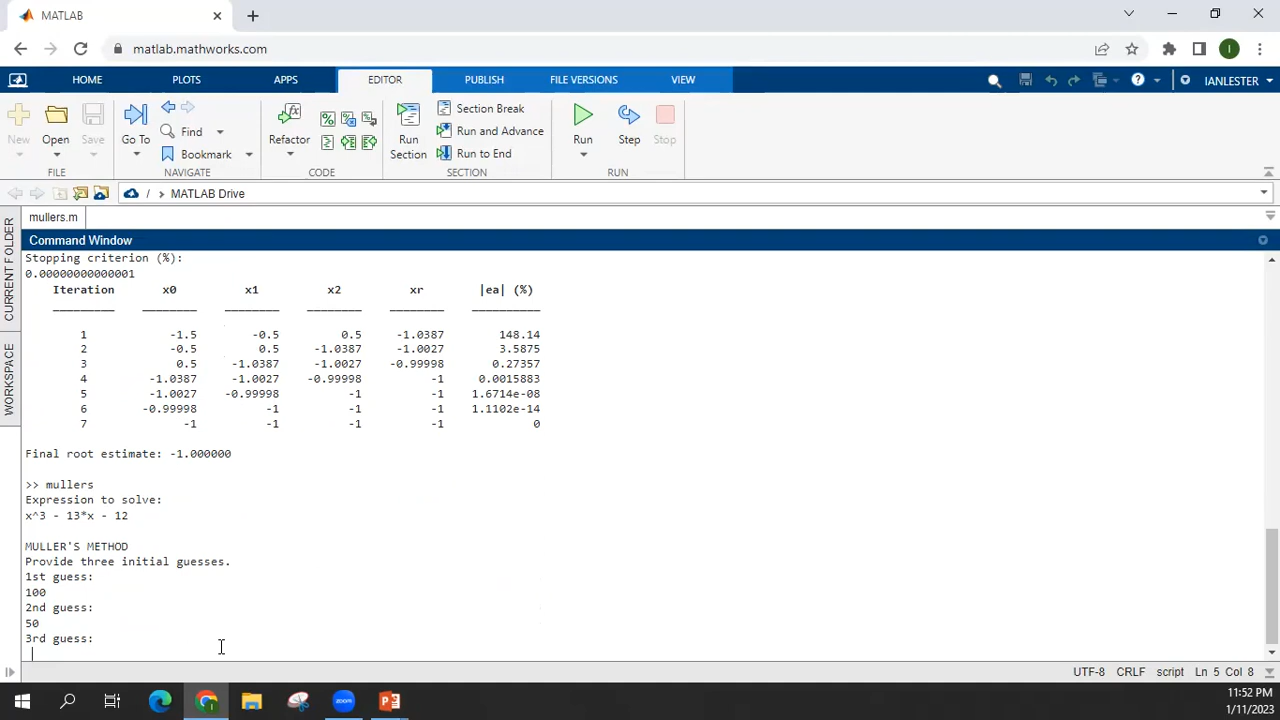 MATLAB
matlab.mathworks.com
HOME PLOTS APPS EDITOR PUBLISH FILE VERSIONS VIEW IANLESTER
New Open Save Go To Find Bookmark Refactor Run Section Section Break Run and Advance Run to End Run Step Stop
FILE NAVIGATE CODE SECTION RUN
/ MATLAB Drive
mullers.m
CURRENT FOLDER
WORKSPACE
Command Window
Stopping criterion (%):
0.00000000000001
Iteration x0 x1 x2 xr |ea| (%)
1 -1.5 -0.5 0.5 -1.0387 148.14
2 -0.5 0.5 -1.0387 -1.0027 3.5875
3 0.5 -1.0387 -1.0027 -0.99998 0.27357
4 -1.0387 -1.0027 -0.99998 -1 0.0015883
5 -1.0027 -0.99998 -1 -1 1.6714e-08
6 -0.99998 -1 -1 -1 1.1102e-14
7 -1 -1 -1 -1 0
Final root estimate: -1.000000
>> mullers
Expression to solve:
x^3 - 13*x - 12
MULLER'S METHOD
Provide three initial guesses.
1st guess:
100
2nd guess:
50
3rd guess:
UTF-8 CRLF script Ln 5 Col 8
zoom
11:52 PM
1/11/2023